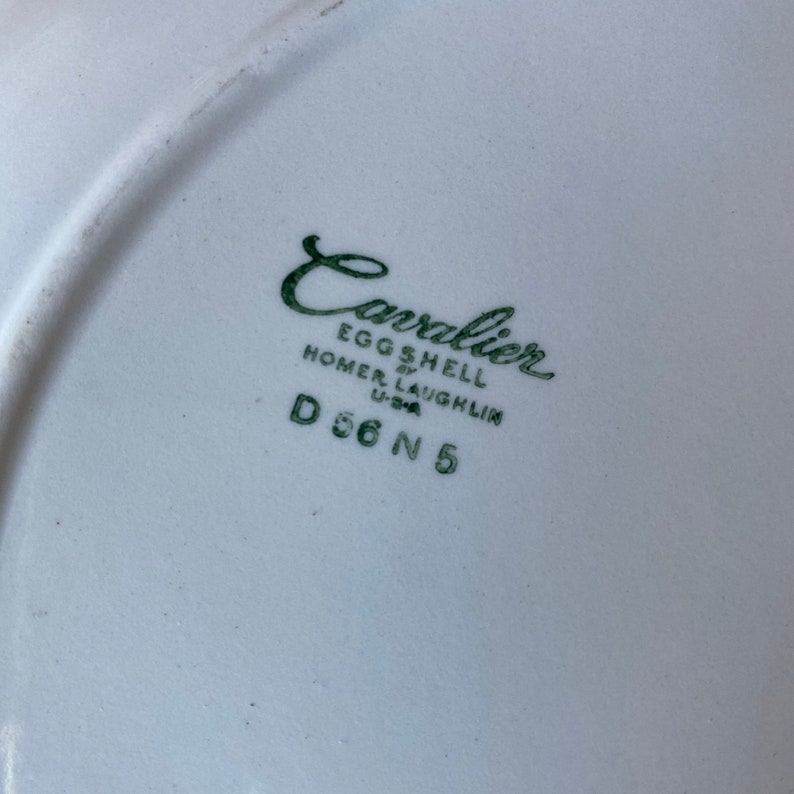 Cavalier
EGGSHELL
BY
HOMER LAUGHLIN
U·S·A
D 56 N 5